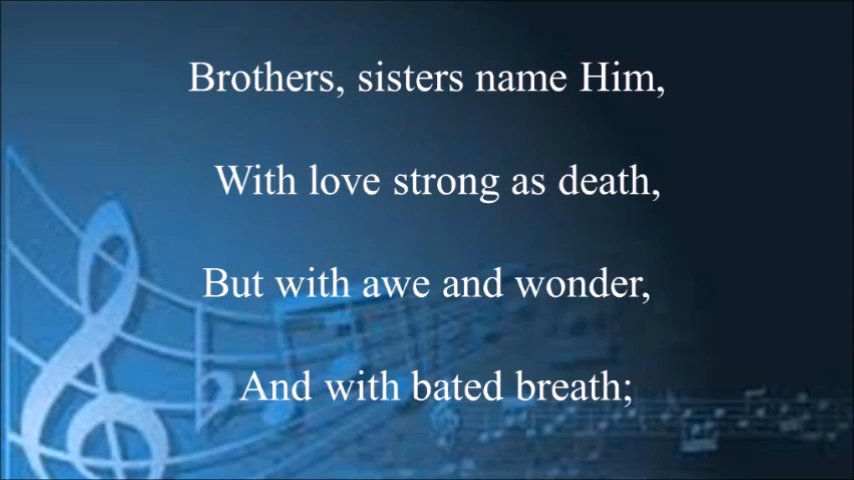 Brothers, sisters name Him,
With love strong as death,
But with awe and wonder,
And with bated breath;